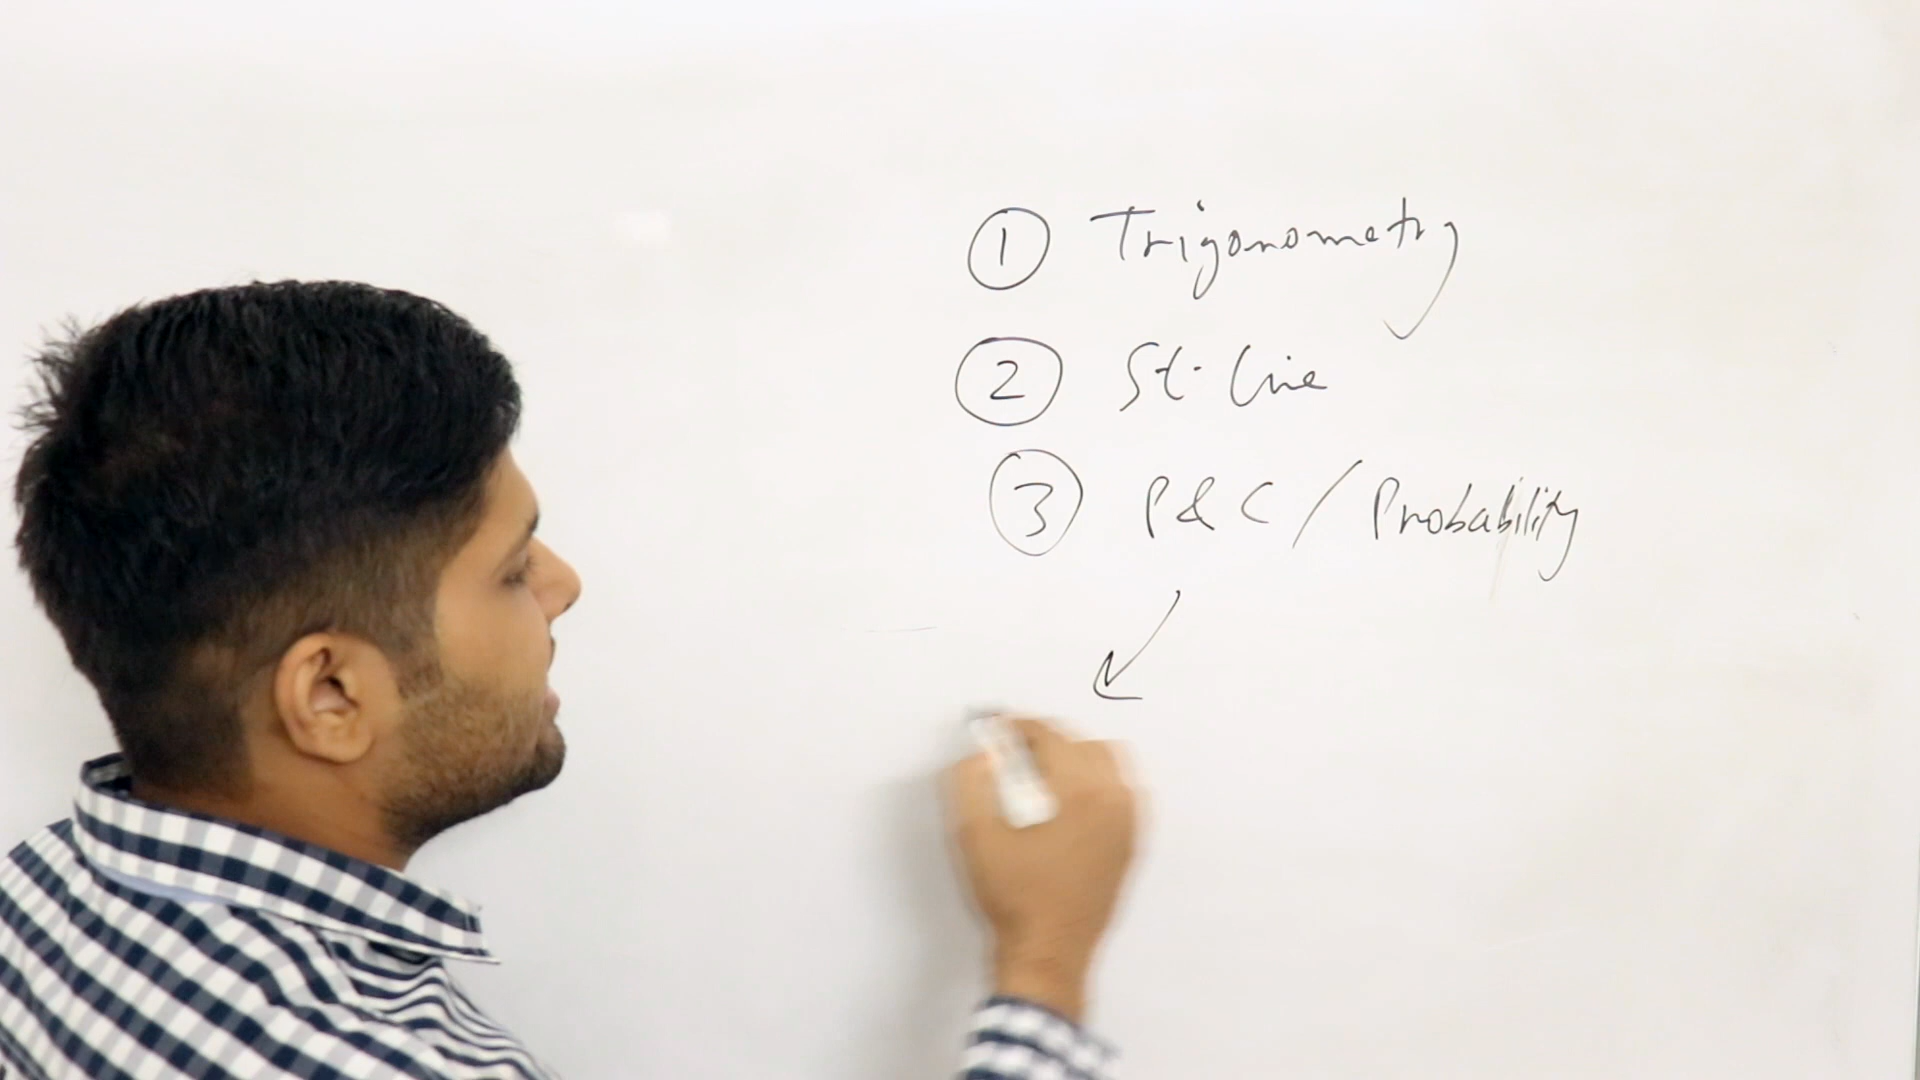 ① Trigonometry
② St. line
③ P & C / Probability